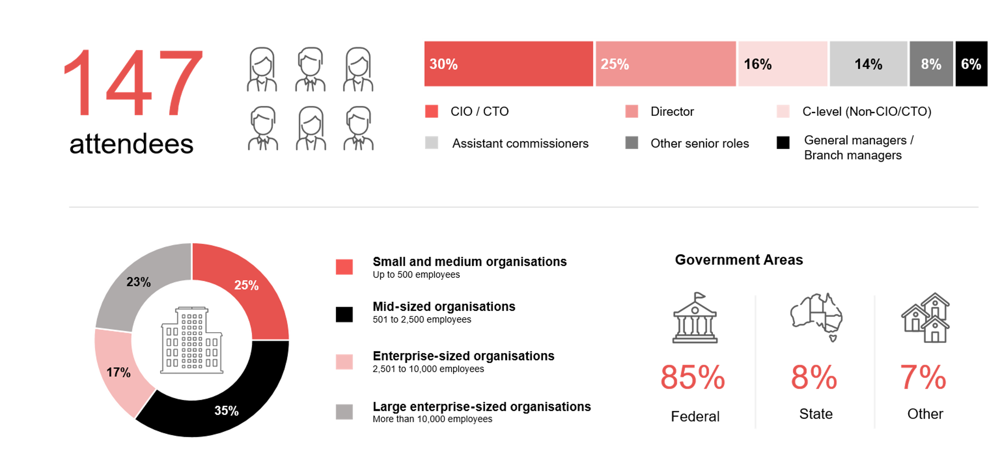 147
attendees
30%
25%
16%
14%
8%
6%
CIO / CTO
Director
C-level (Non-CIO/CTO)
Assistant commissioners
Other senior roles
General managers /
Branch managers
23%
25%
17%
35%
Small and medium organisations
Up to 500 employees
Mid-sized organisations
501 to 2,500 employees
Enterprise-sized organisations
2,501 to 10,000 employees
Large enterprise-sized organisations
More than 10,000 employees
Government Areas
85%
8%
7%
Federal
State
Other